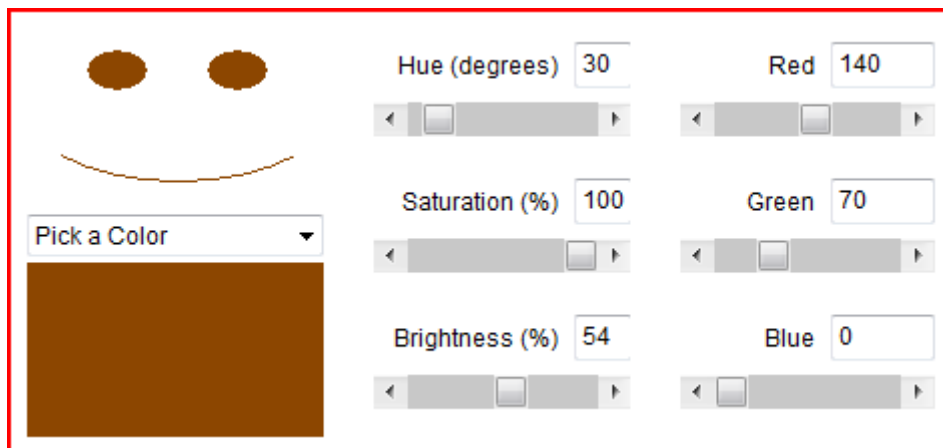 Hue (degrees) 30 Red 140
Saturation (%) 100 Green 70
Pick a Color
Brightness (%) 54 Blue 0